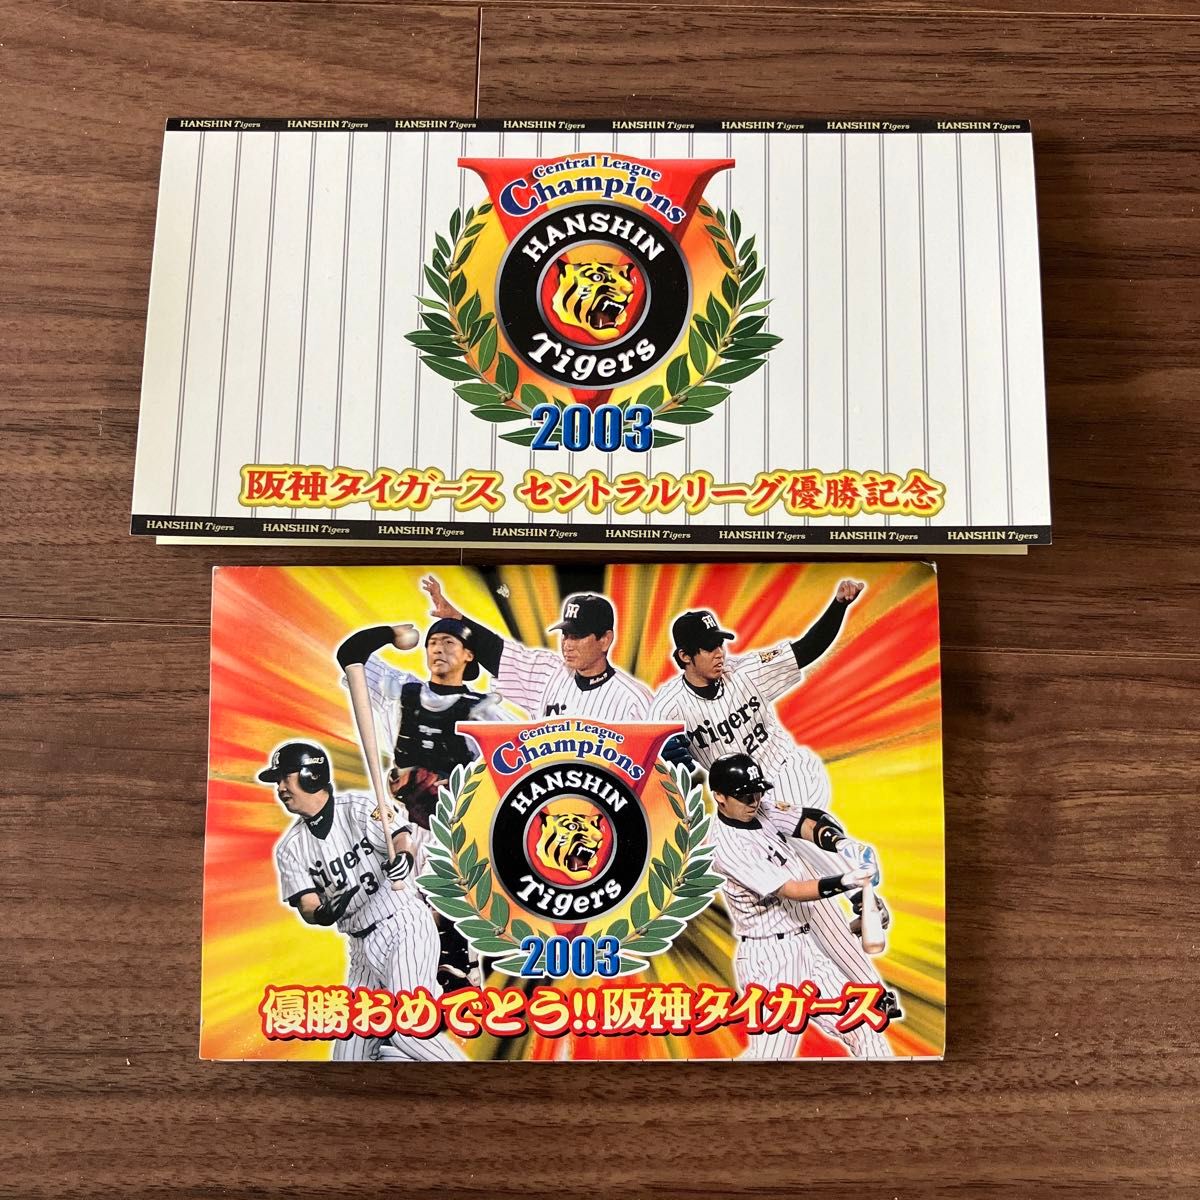 HANSHIN Tigers HANSHIN Tigers HANSHIN Tigers HANSHIN Tigers HANSHIN Tigers HANSHIN Tigers HANSHIN Tigers HANSHIN Tigers
Central League
Champions
HANSHIN
Tigers
2003
阪神タイガース セントラルリーグ優勝記念
HANSHIN Tigers HANSHIN Tigers HANSHIN Tigers HANSHIN Tigers HANSHIN Tigers HANSHIN Tigers HANSHIN Tigers HANSHIN Tigers
Tigers
29
Central League
Champions
HANSHIN
Tigers
Tigers
3
2003
優勝おめでとう!!阪神タイガース